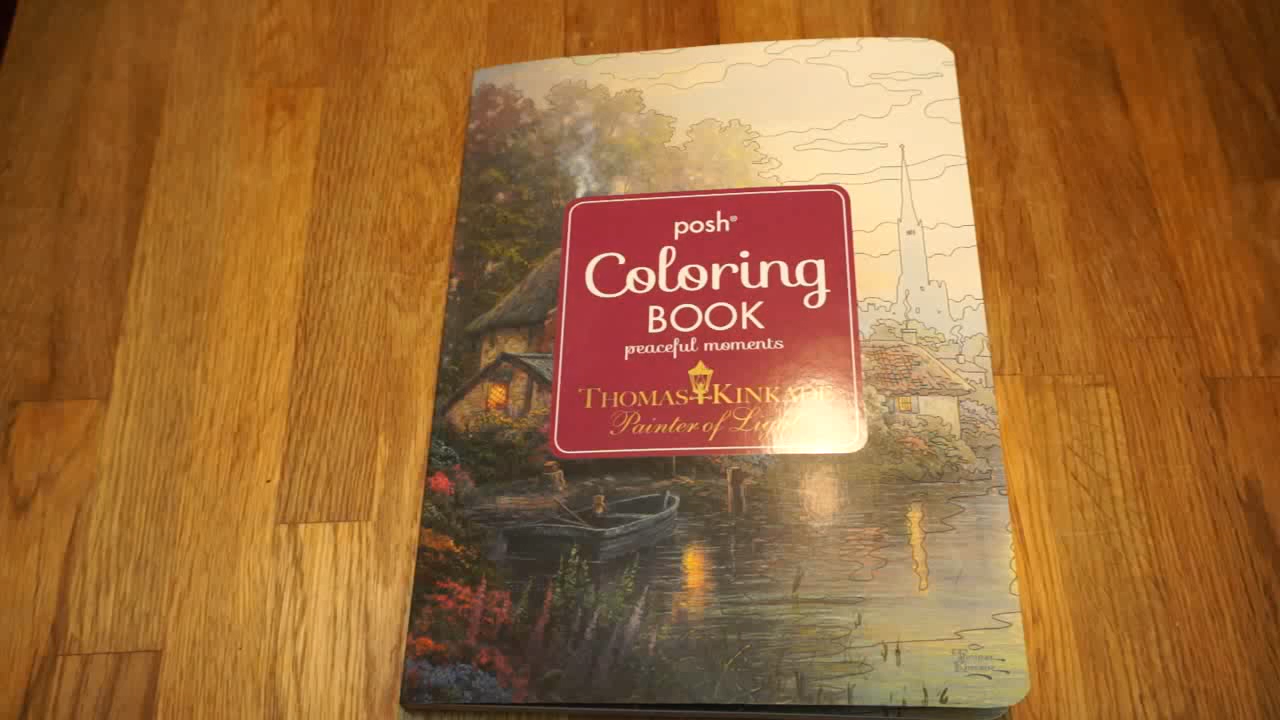 posh®
Coloring
BOOK
peaceful moments
THOMAS KINKADE
Painter of Light